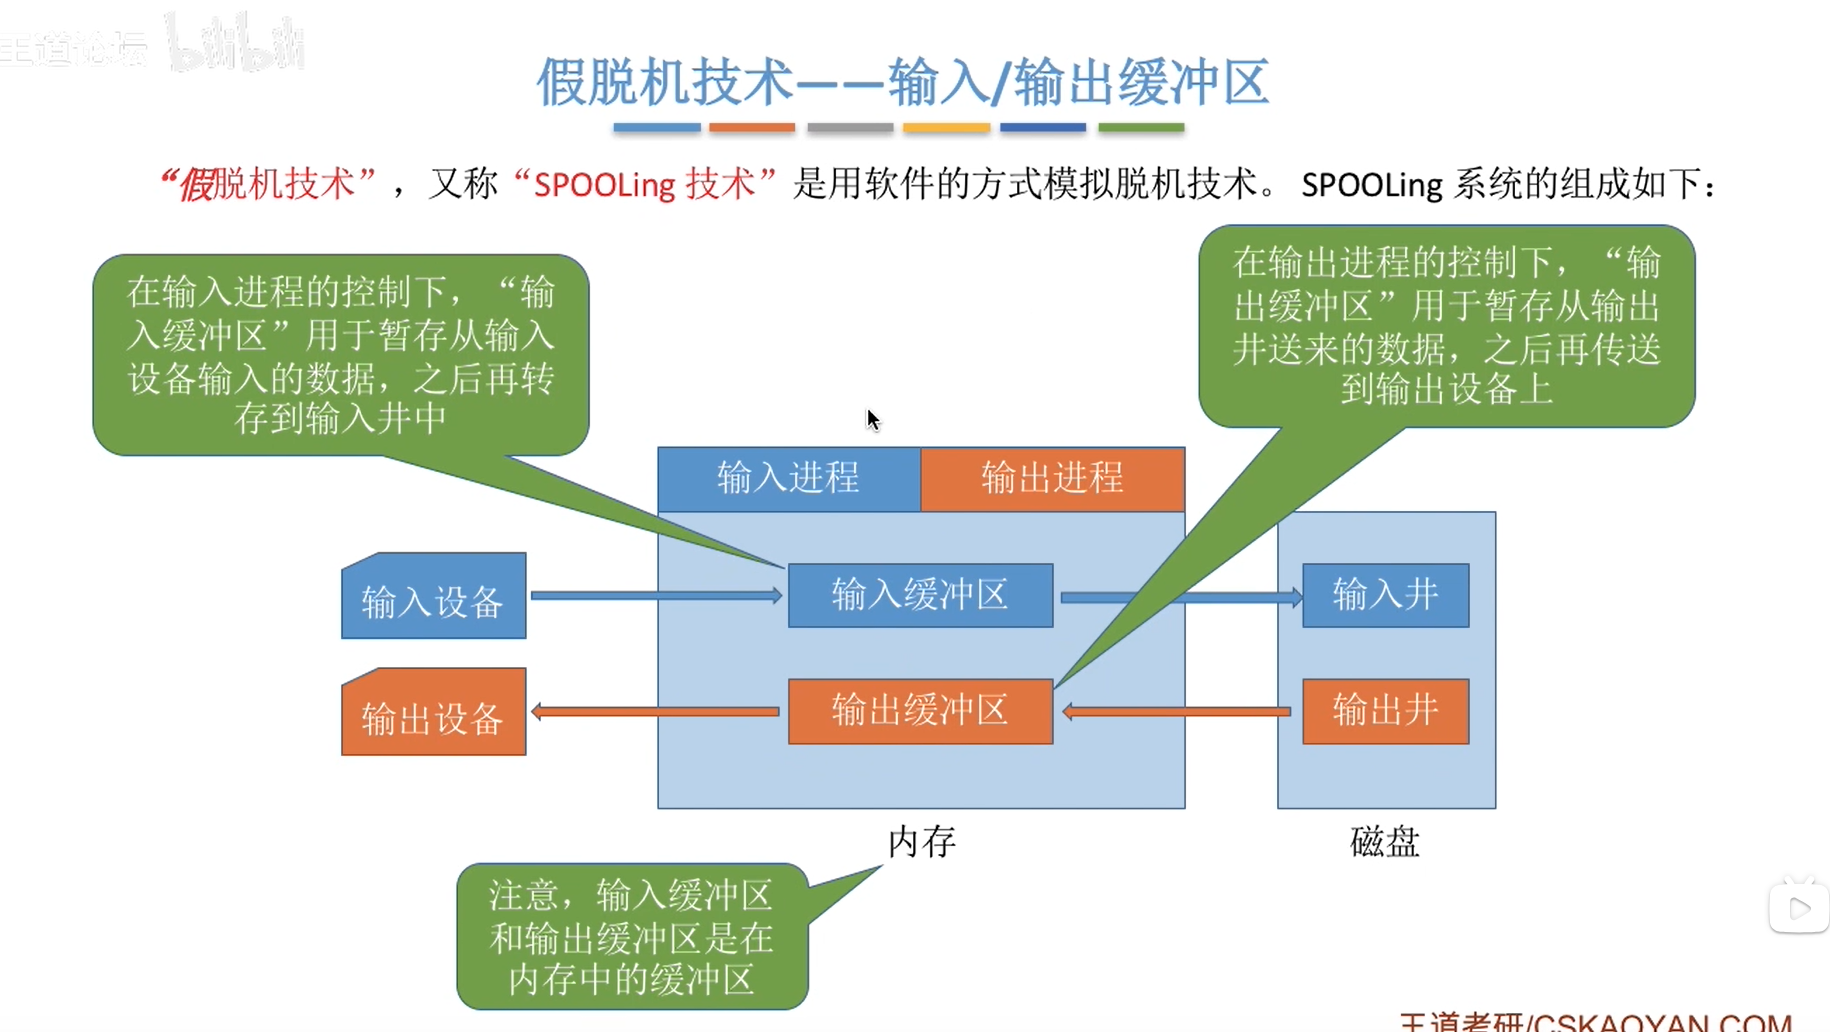 王道论坛 bilibili
假脱机技术——输入/输出缓冲区
“假脱机技术”，又称“SPOOLing 技术”是用软件的方式模拟脱机技术。SPOOLing 系统的组成如下：
在输入进程的控制下，“输
入缓冲区”用于暂存从输入
设备输入的数据，之后再转
存到输入井中
在输出进程的控制下，“输
出缓冲区”用于暂存从输出
井送来的数据，之后再传送
到输出设备上
输入进程
输出进程
输入设备
输入缓冲区
输入井
输出设备
输出缓冲区
输出井
内存
磁盘
注意，输入缓冲区
和输出缓冲区是在
内存中的缓冲区
王道考研/CSKAOYAN.COM